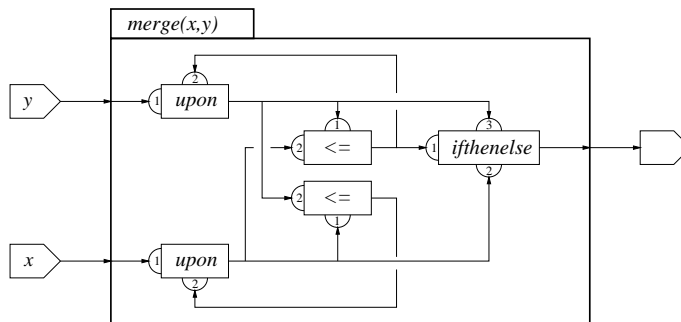 merge(x,y)
2
y
1
upon
1
3
2
<=
1
ifthenelse
2
2
<=
1
x
1
upon
2